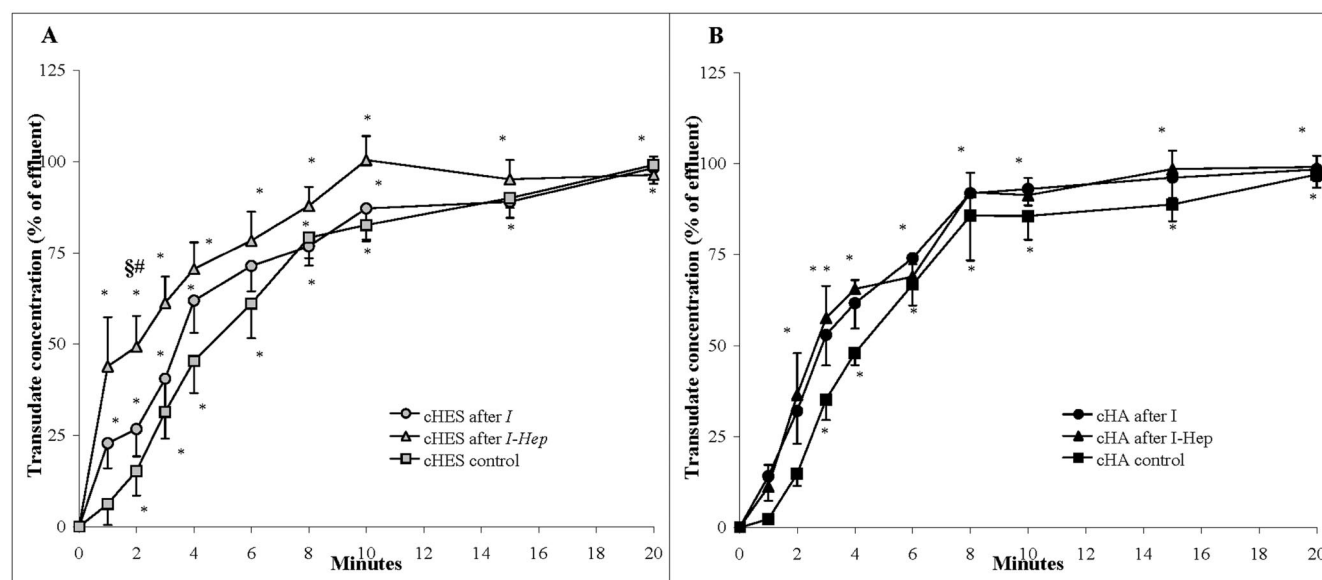 A
Transudate concentration (% of effluent)
125
100
75
50
25
0
* * * * * * * * *
§#
* * * * * * * *
* * * * * * * *
cHES after I
cHES after I-Hep
cHES control
0 2 4 6 8 10 12 14 16 18 20
Minutes
B
Transudate concentration (% of effluent)
125
100
75
50
25
0
* * * * * * * * *
* * * * * * *
cHA after I
cHA after I-Hep
cHA control
0 2 4 6 8 10 12 14 16 18 20
Minutes